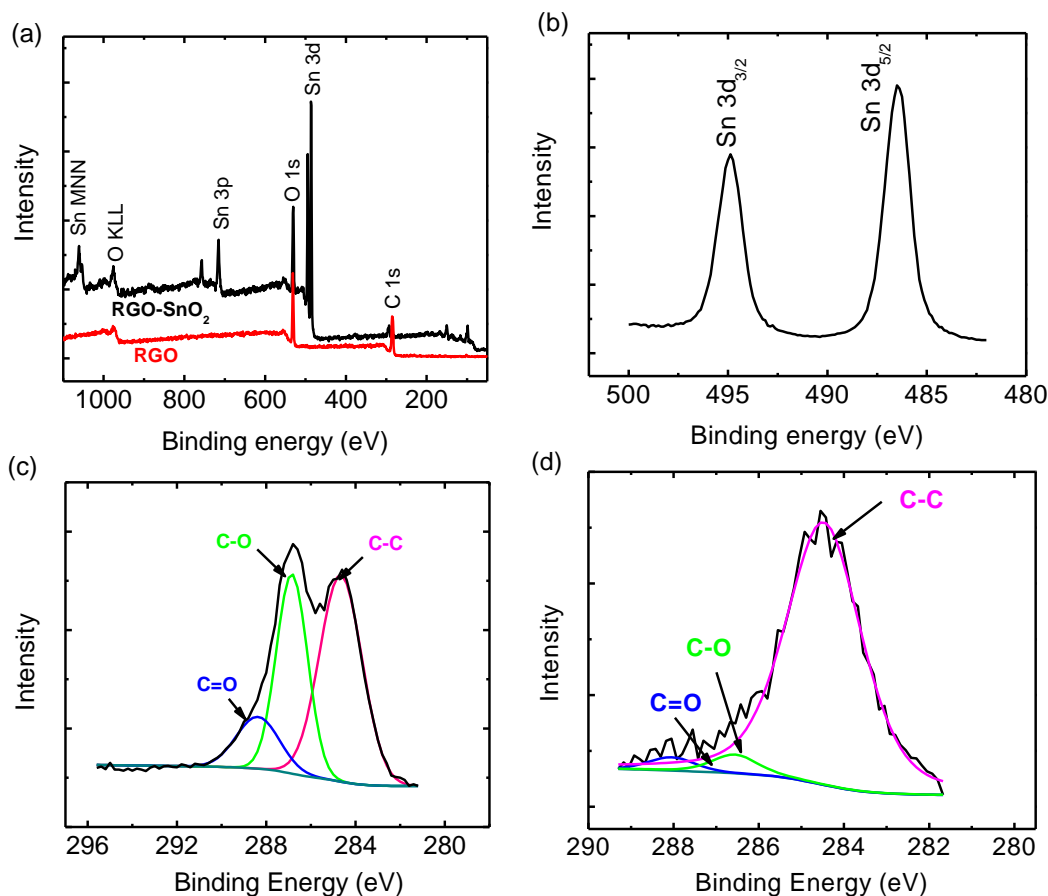 (a)
Sn MNN
O KLL
Sn 3p
O 1s
Sn 3d
C 1s
RGO-SnO₂
RGO
Intensity
1000 800 600 400 200
Binding energy (eV)
(b)
Sn 3d₃/₂
Sn 3d₅/₂
Intensity
500 495 490 485 480
Binding energy (eV)
(c)
C-O
C-C
C=O
Intensity
296 292 288 284 280
Binding Energy (eV)
(d)
C-C
C-O
C=O
Intensity
290 288 286 284 282 280
Binding Energy (eV)